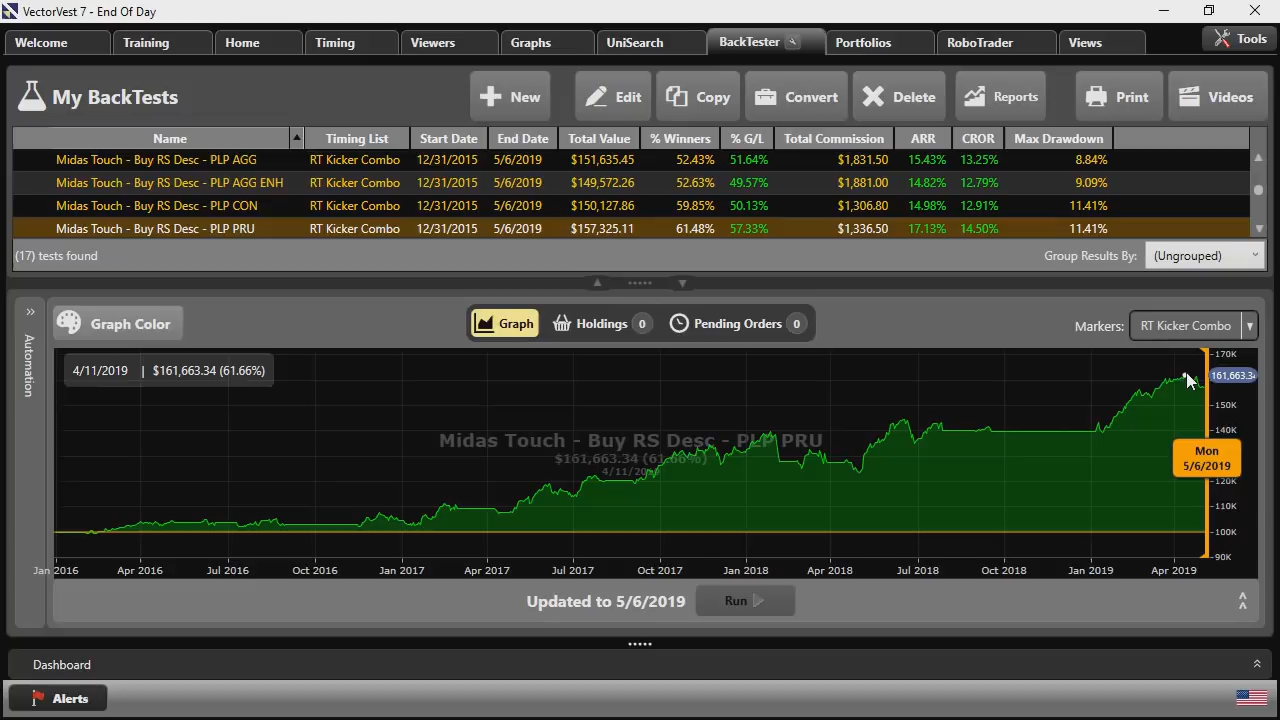 VectorVest 7 - End Of Day
Welcome Training Home Timing Viewers Graphs UniSearch BackTester Portfolios RoboTrader Views Tools
My BackTests New Edit Copy Convert Delete Reports Print Videos
Name Timing List Start Date End Date Total Value % Winners % G/L Total Commission ARR CROR Max Drawdown
Midas Touch - Buy RS Desc - PLP AGG RT Kicker Combo 12/31/2015 5/6/2019 $151,635.45 52.43% 51.64% $1,831.50 15.43% 13.25% 8.84%
Midas Touch - Buy RS Desc - PLP AGG ENH RT Kicker Combo 12/31/2015 5/6/2019 $149,572.26 52.63% 49.57% $1,881.00 14.82% 12.79% 9.09%
Midas Touch - Buy RS Desc - PLP CON RT Kicker Combo 12/31/2015 5/6/2019 $150,127.86 59.85% 50.13% $1,306.80 14.98% 12.91% 11.41%
Midas Touch - Buy RS Desc - PLP PRU RT Kicker Combo 12/31/2015 5/6/2019 $157,325.11 61.48% 57.33% $1,336.50 17.13% 14.50% 11.41%
(17) tests found Group Results By: (Ungrouped)
Automation
Graph Color Graph Holdings 0 Pending Orders 0 Markers: RT Kicker Combo
170K
4/11/2019 | $161,663.34 (61.66%)
161,663.34
150K
140K
Midas Touch - Buy RS Desc - PLP PRU
$161,663.34 (61.66%)
4/11/2019
Mon
5/6/2019
120K
110K
100K
90K
Jan 2016 Apr 2016 Jul 2016 Oct 2016 Jan 2017 Apr 2017 Jul 2017 Oct 2017 Jan 2018 Apr 2018 Jul 2018 Oct 2018 Jan 2019 Apr 2019
Updated to 5/6/2019 Run
Dashboard
Alerts